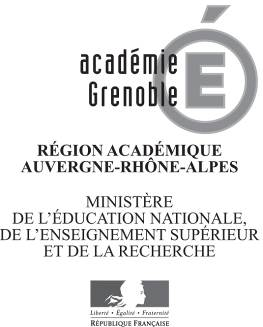 académie
Grenoble
É
RÉGION ACADÉMIQUE
AUVERGNE-RHÔNE-ALPES
MINISTÈRE
DE L'ÉDUCATION NATIONALE,
DE L'ENSEIGNEMENT SUPÉRIEUR
ET DE LA RECHERCHE
Liberté • Égalité • Fraternité
RÉPUBLIQUE FRANÇAISE